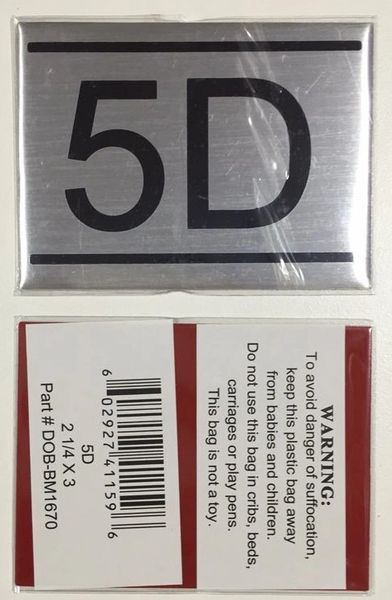 5D
WARNING:
To avoid danger of suffocation,
keep this plastic bag away
from babies and children.
Do not use this bag in cribs, beds,
carriages or play pens.
This bag is not a toy.
6 02927 41159 6
5D
2 1/4 X 3
Part # DOB-BM1670